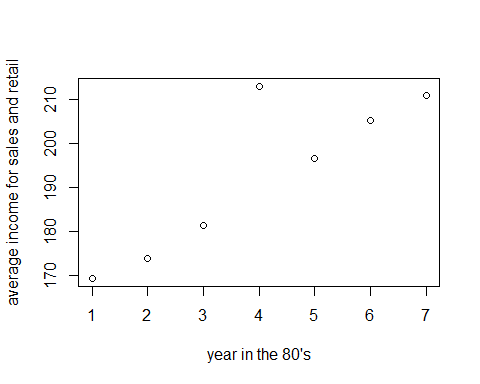 average income for sales and retail
210
200
190
180
170
1 2 3 4 5 6 7
year in the 80's